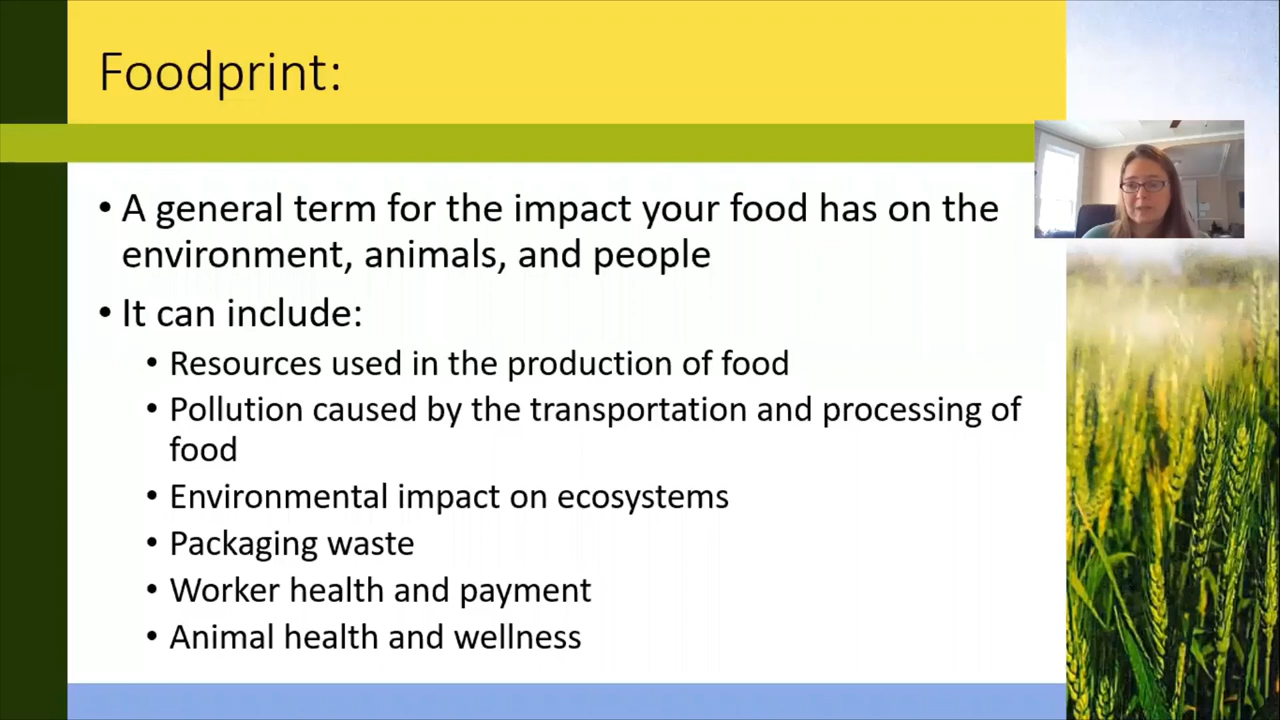 Foodprint:
• A general term for the impact your food has on the
environment, animals, and people
• It can include:
• Resources used in the production of food
• Pollution caused by the transportation and processing of
food
• Environmental impact on ecosystems
• Packaging waste
• Worker health and payment
• Animal health and wellness